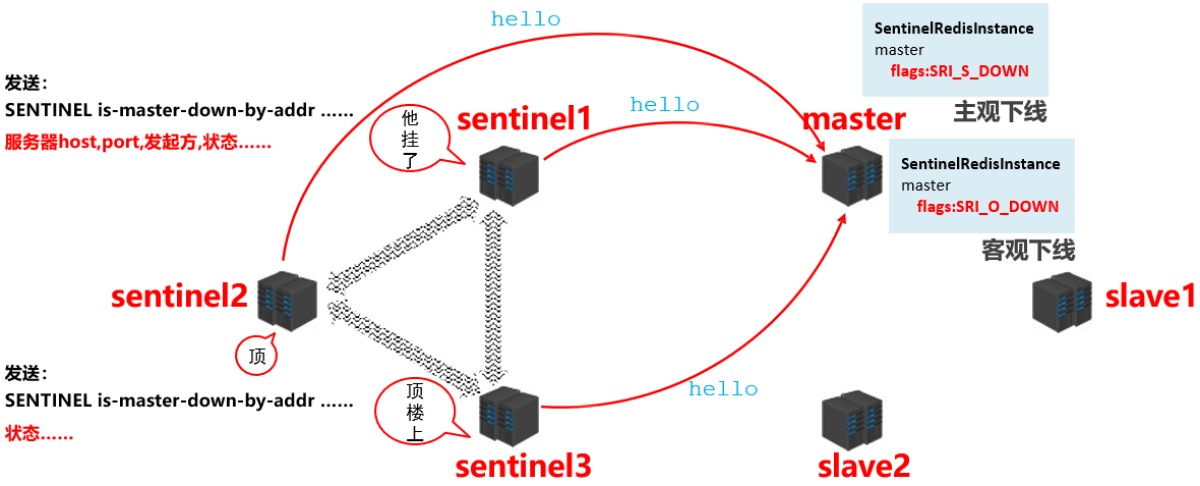 hello
SentinelRedisInstance
master
flags:SRI_S_DOWN
主观下线
发送：
SENTINEL is-master-down-by-addr ……
服务器host,port,发起方,状态……
他
挂
了
sentinel1
hello
master
SentinelRedisInstance
master
flags:SRI_O_DOWN
客观下线
sentinel2
slave1
顶
发送：
SENTINEL is-master-down-by-addr ……
状态……
顶
楼
上
hello
sentinel3
slave2